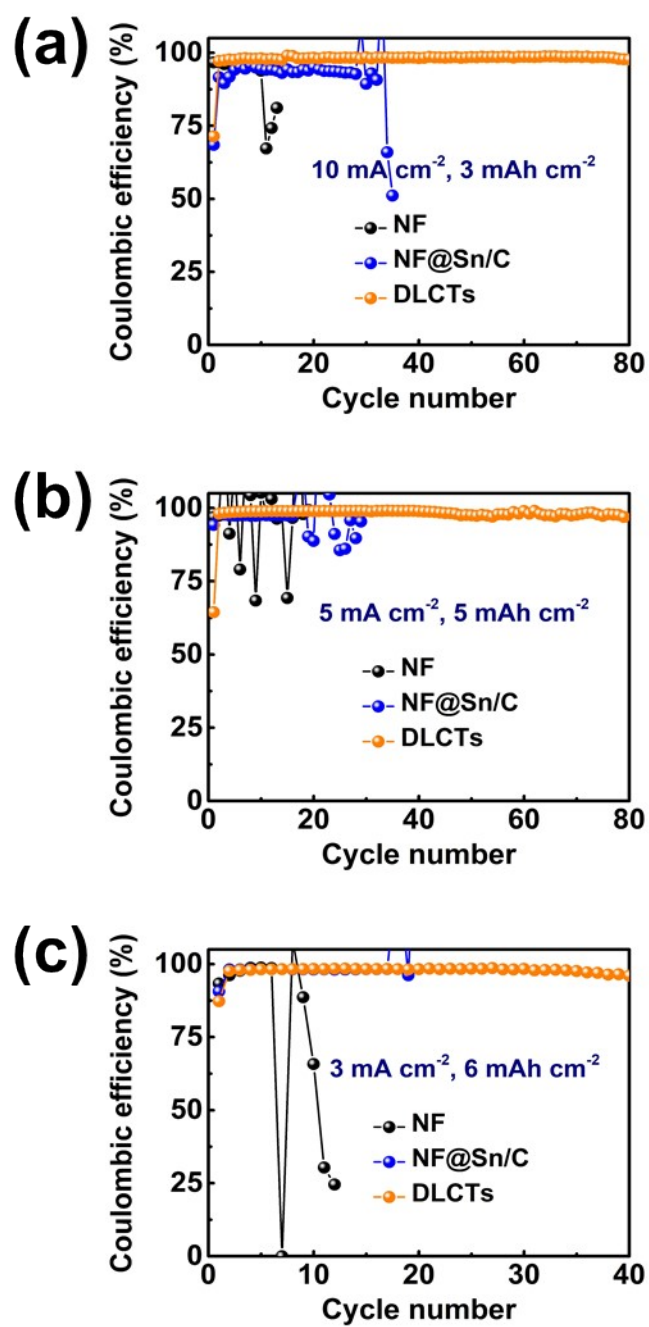 (a)
Coulombic efficiency (%)
100
75
50
25
0
10 mA cm⁻², 3 mAh cm⁻²
NF
NF@Sn/C
DLCTs
0 20 40 60 80
Cycle number
(b)
Coulombic efficiency (%)
100
75
50
25
0
5 mA cm⁻², 5 mAh cm⁻²
NF
NF@Sn/C
DLCTs
0 20 40 60 80
Cycle number
(c)
Coulombic efficiency (%)
100
75
50
25
0
3 mA cm⁻², 6 mAh cm⁻²
NF
NF@Sn/C
DLCTs
0 10 20 30 40
Cycle number